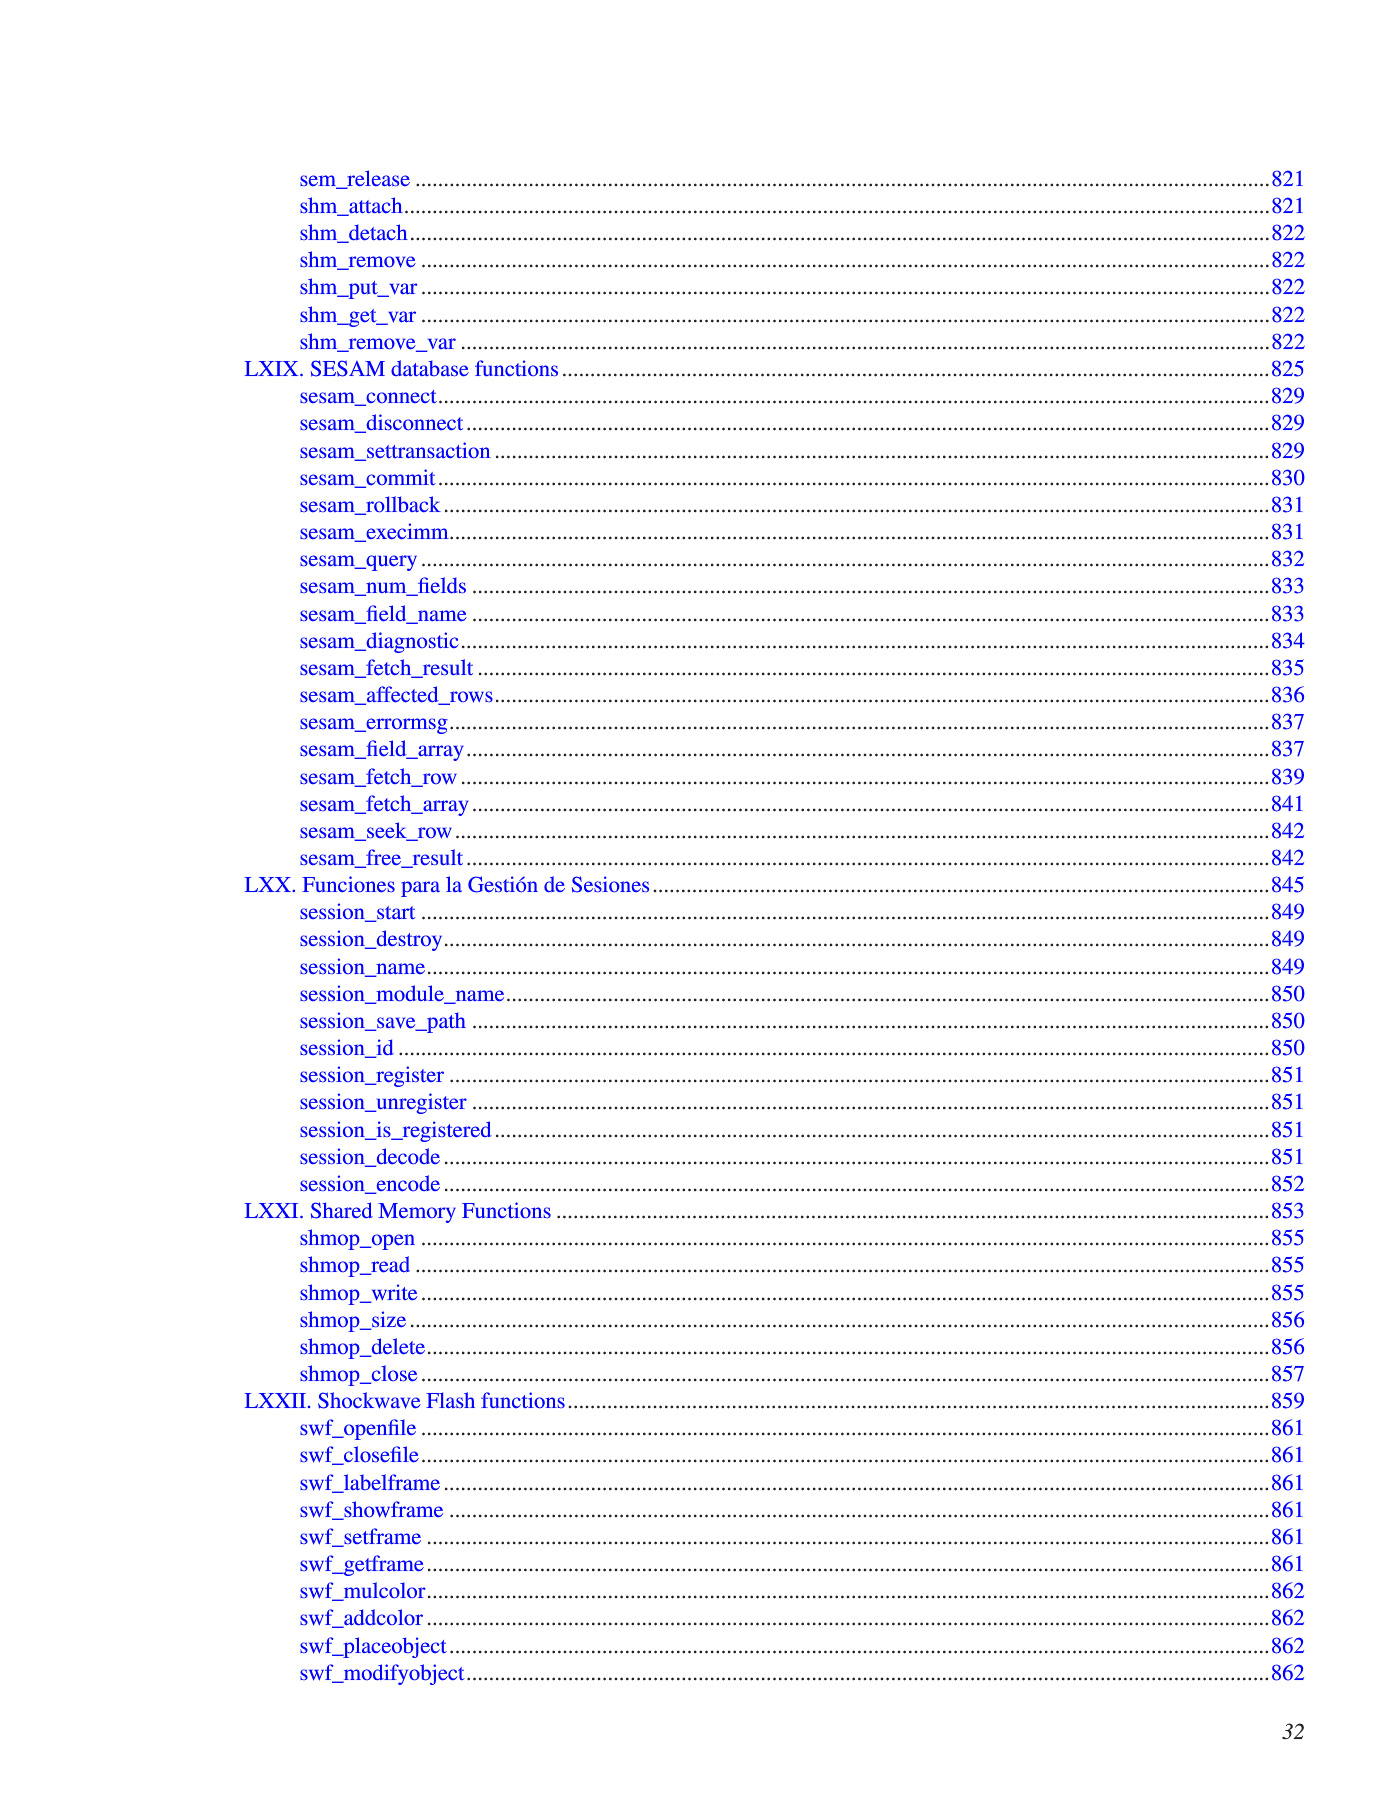 sem_release ... 821
shm_attach ... 821
shm_detach ... 822
shm_remove ... 822
shm_put_var ... 822
shm_get_var ... 822
shm_remove_var ... 822
LXIX. SESAM database functions ... 825
sesam_connect ... 829
sesam_disconnect ... 829
sesam_settransaction ... 829
sesam_commit ... 830
sesam_rollback ... 831
sesam_execimm ... 831
sesam_query ... 832
sesam_num_fields ... 833
sesam_field_name ... 833
sesam_diagnostic ... 834
sesam_fetch_result ... 835
sesam_affected_rows ... 836
sesam_errormsg ... 837
sesam_field_array ... 837
sesam_fetch_row ... 839
sesam_fetch_array ... 841
sesam_seek_row ... 842
sesam_free_result ... 842
LXX. Funciones para la Gestión de Sesiones ... 845
session_start ... 849
session_destroy ... 849
session_name ... 849
session_module_name ... 850
session_save_path ... 850
session_id ... 850
session_register ... 851
session_unregister ... 851
session_is_registered ... 851
session_decode ... 851
session_encode ... 852
LXXI. Shared Memory Functions ... 853
shmop_open ... 855
shmop_read ... 855
shmop_write ... 855
shmop_size ... 856
shmop_delete ... 856
shmop_close ... 857
LXXII. Shockwave Flash functions ... 859
swf_openfile ... 861
swf_closefile ... 861
swf_labelframe ... 861
swf_showframe ... 861
swf_setframe ... 861
swf_getframe ... 861
swf_mulcolor ... 862
swf_addcolor ... 862
swf_placeobject ... 862
swf_modifyobject ... 862
32